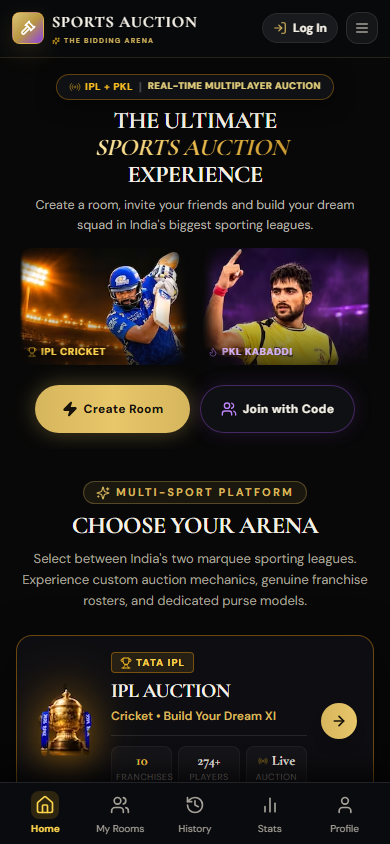 SPORTS AUCTION
THE BIDDING ARENA
Log In
IPL + PKL | REAL-TIME MULTIPLAYER AUCTION
THE ULTIMATE
SPORTS AUCTION
EXPERIENCE
Create a room, invite your friends and build your dream
squad in India's biggest sporting leagues.
IPL CRICKET
PKL KABADDI
Create Room
Join with Code
MULTI-SPORT PLATFORM
CHOOSE YOUR ARENA
Select between India's two marquee sporting leagues.
Experience custom auction mechanics, genuine franchise
rosters, and dedicated purse models.
TATA IPL
IPL AUCTION
Cricket • Build Your Dream XI
10 274+ Live
FRANCHISES PLAYERS AUCTION
Home My Rooms History Stats Profile